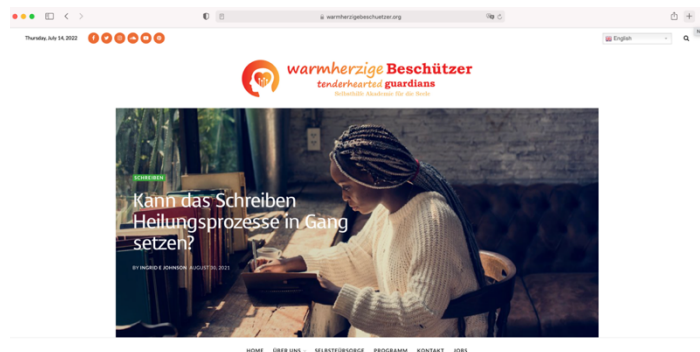 warmherzigebeschuetzer.org
Thursday, July 14, 2022
English
warmherzige Beschützer
tenderhearted guardians
Selbsthilfe Akademie für die Seele.
SCHREIBEN
Kann das Schreiben
Heilungsprozesse in Gang
setzen?
BY INGRID E JOHNSON AUGUST 30, 2021
HOME ÜBER UNS SELBSTFÜRSORGE PROGRAMM KONTAKT JOBS